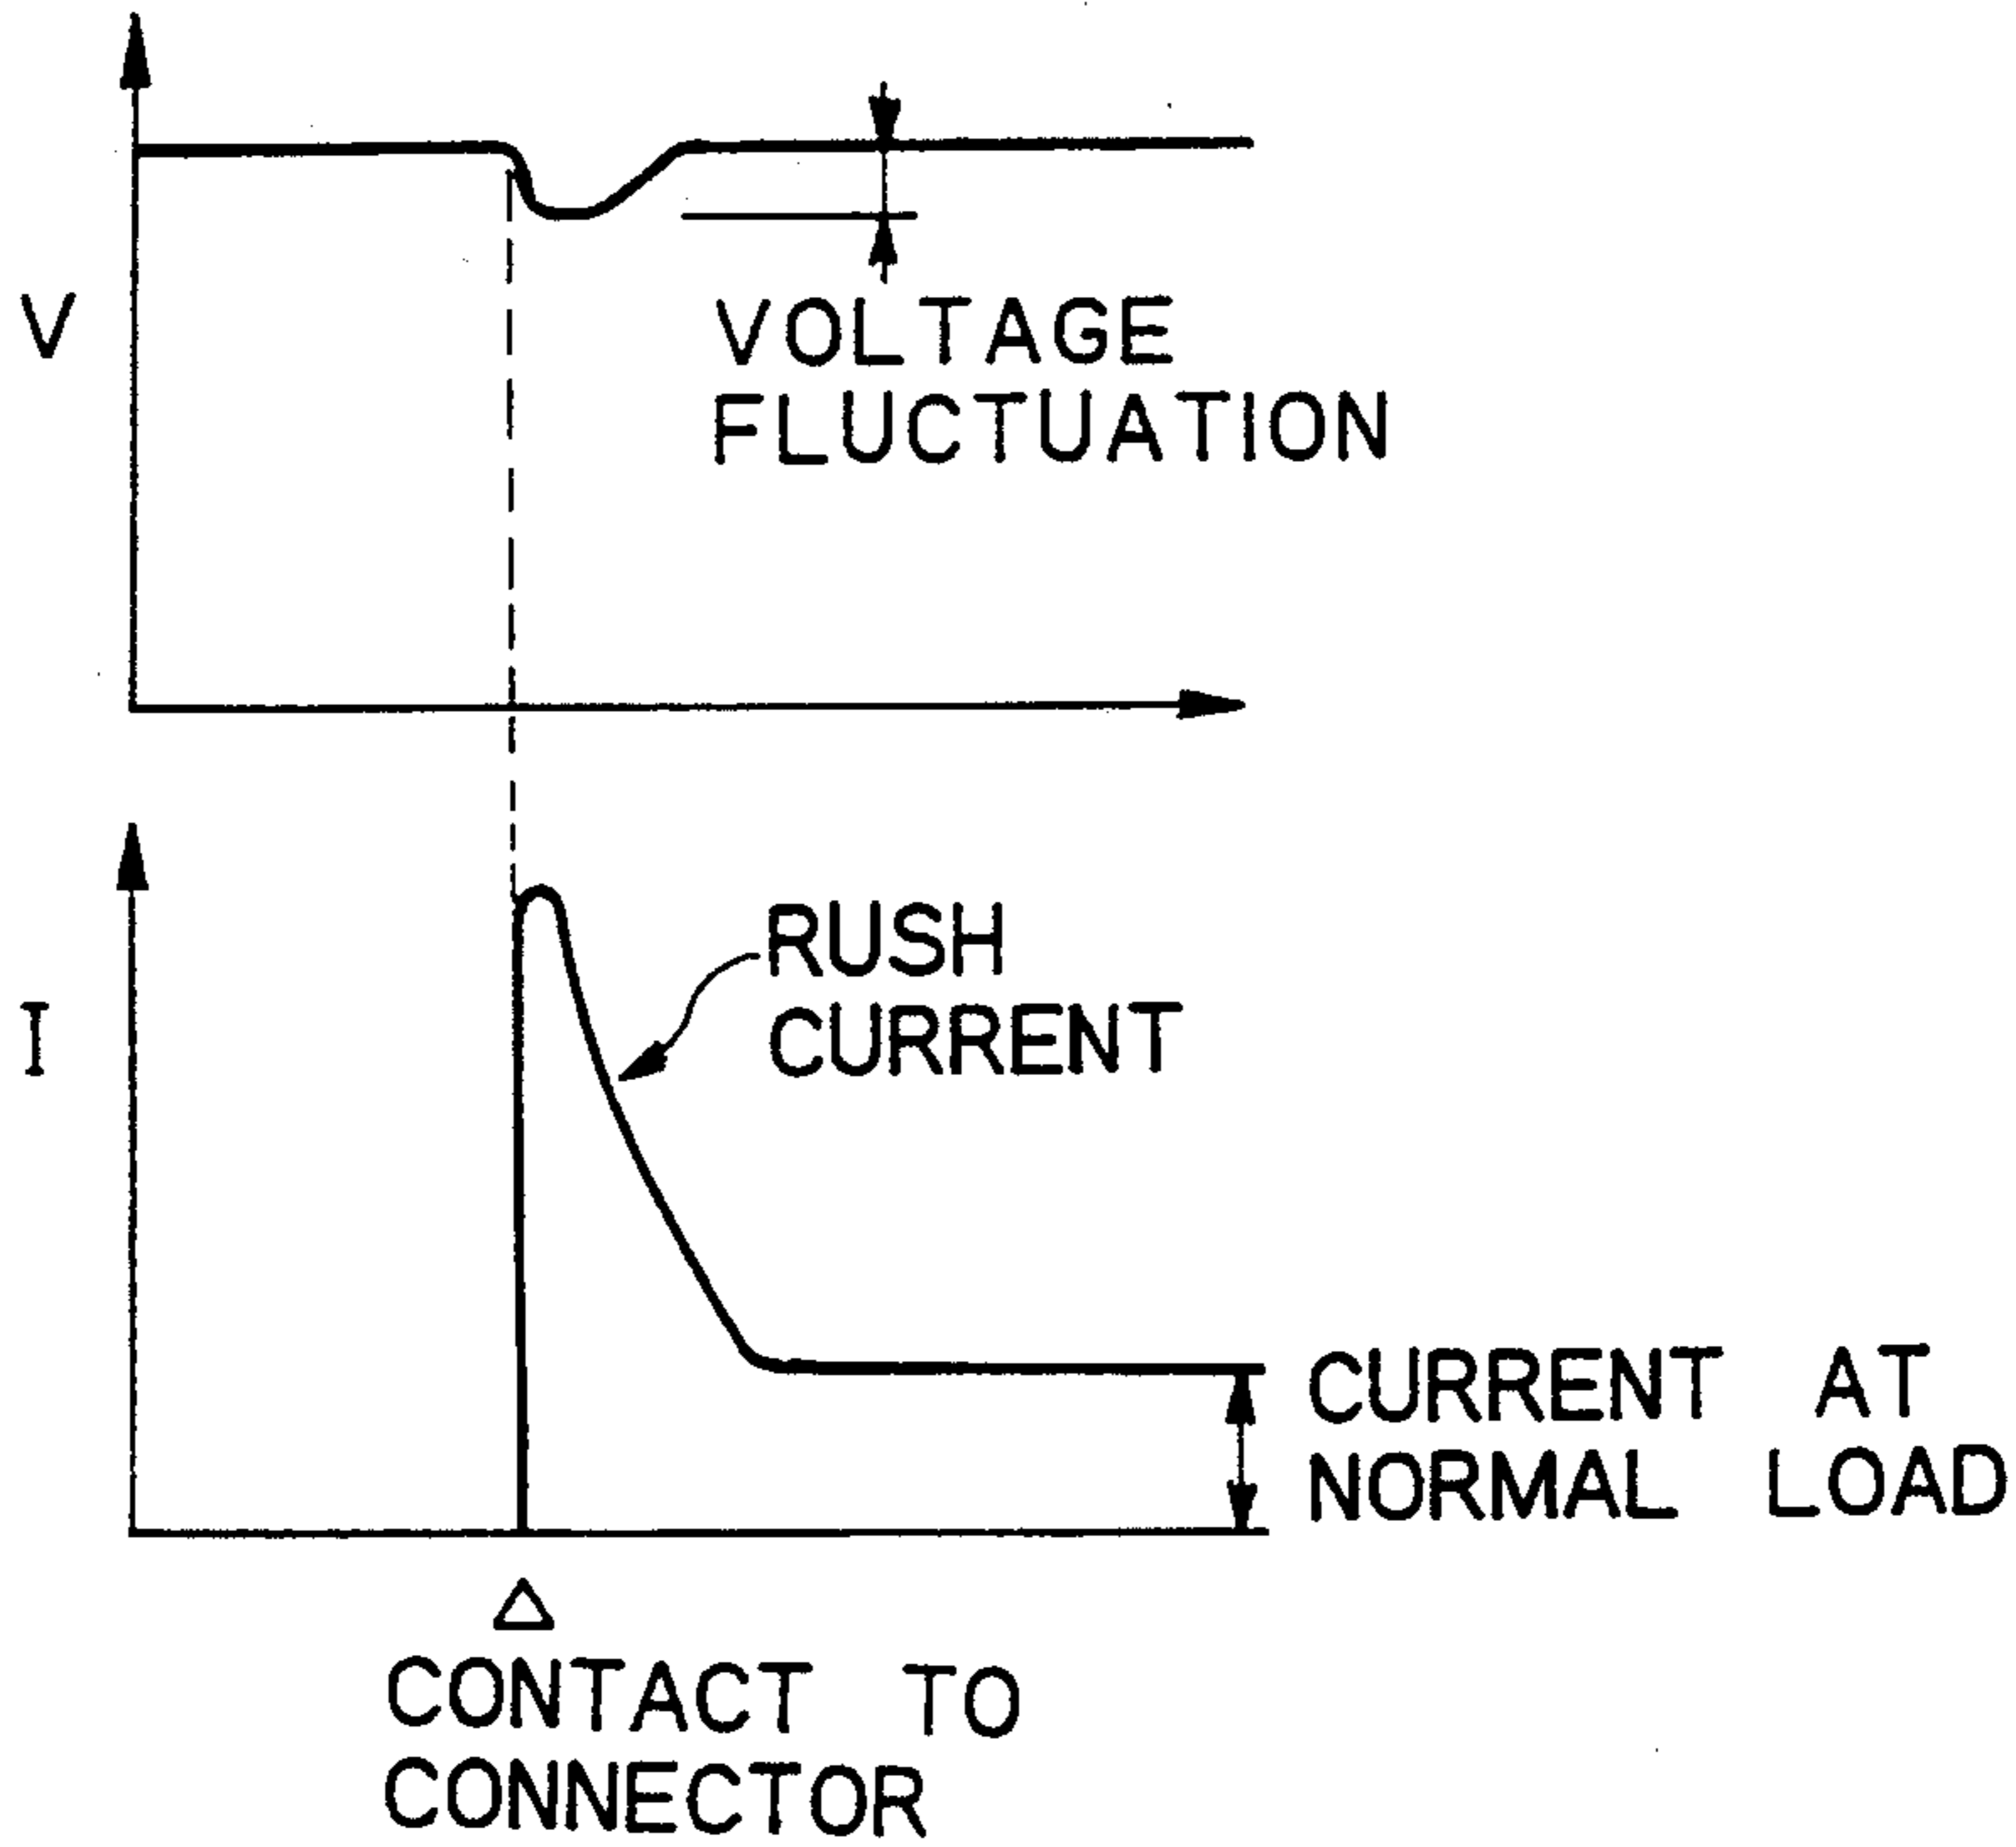 V
VOLTAGE
FLUCTUATION
I
RUSH
CURRENT
CURRENT AT
NORMAL LOAD
CONTACT TO
CONNECTOR